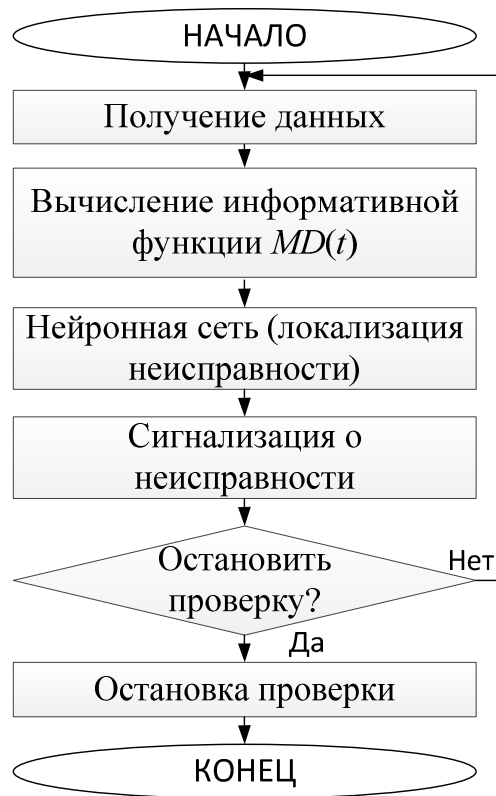 НАЧАЛО
Получение данных
Вычисление информативной
функции MD(t)
Нейронная сеть (локализация
неисправности)
Сигнализация о
неисправности
Остановить
проверку?
Нет
Да
Остановка проверки
КОНЕЦ